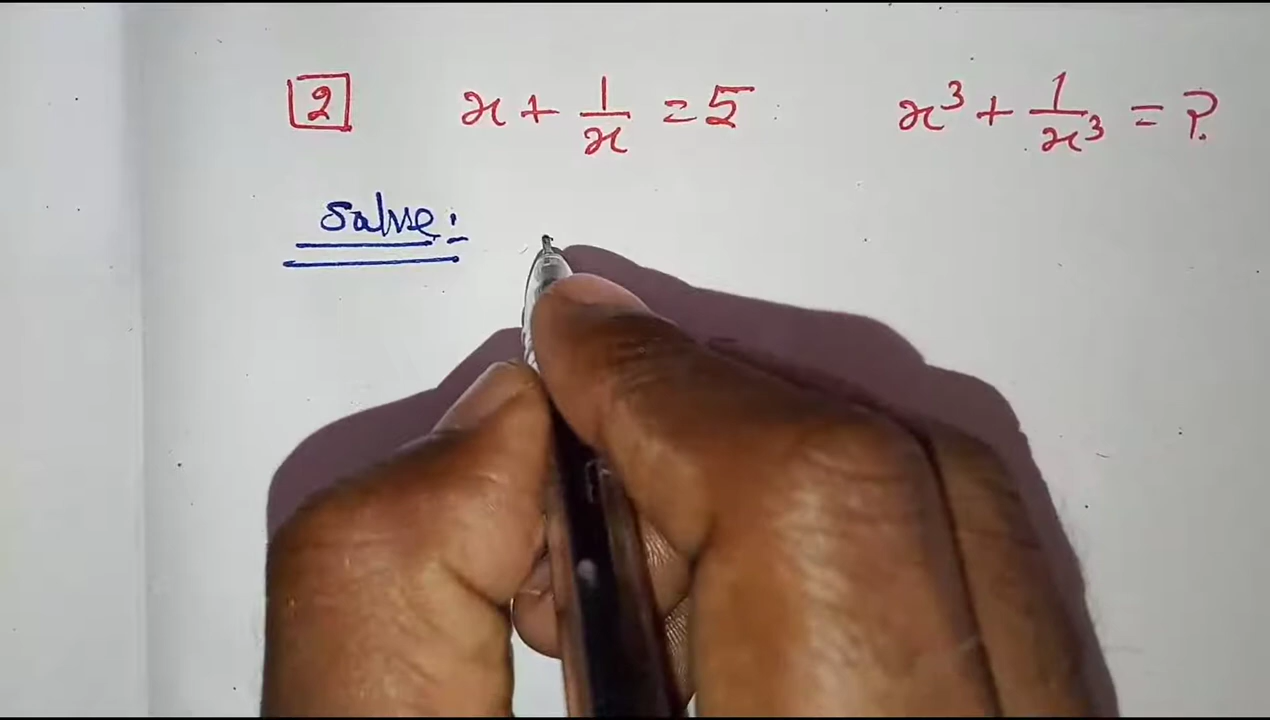 2 x + 1/x = 5 x³ + 1/x³ = ?
Solve: